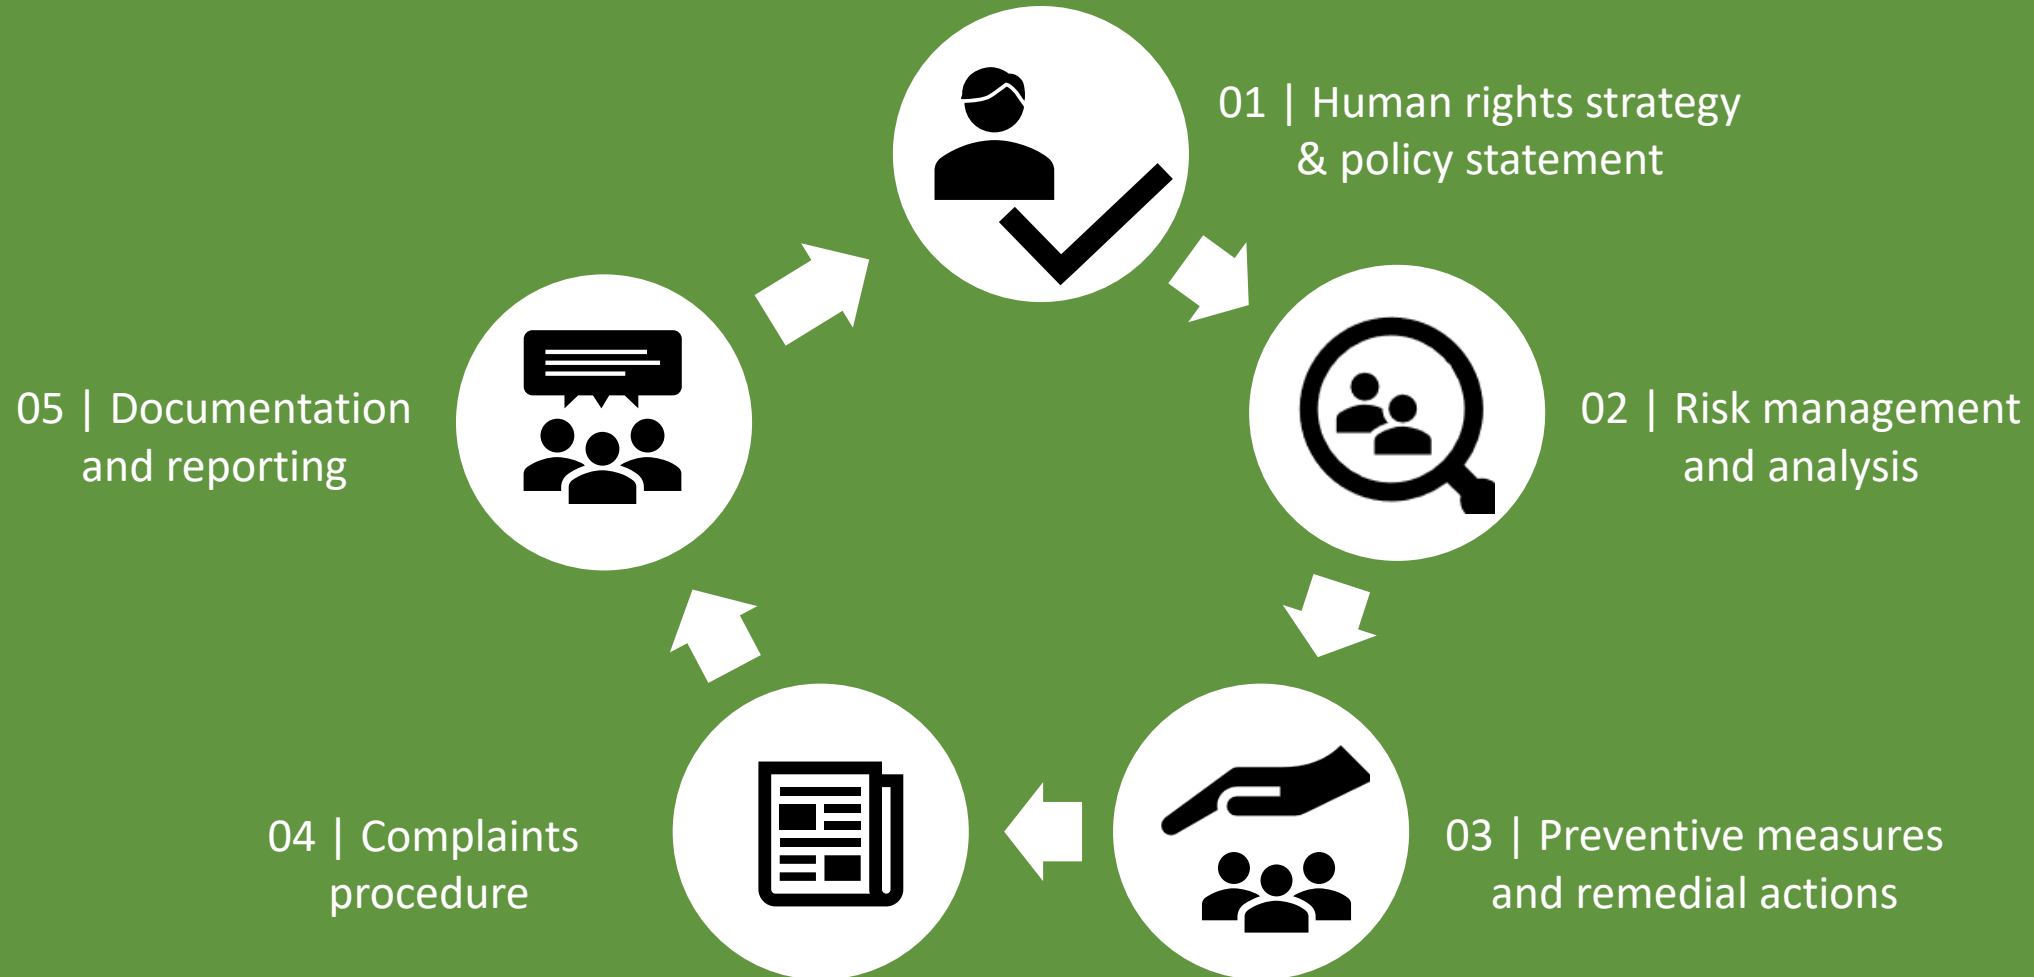 01 | Human rights strategy
& policy statement
02 | Risk management
and analysis
03 | Preventive measures
and remedial actions
04 | Complaints
procedure
05 | Documentation
and reporting